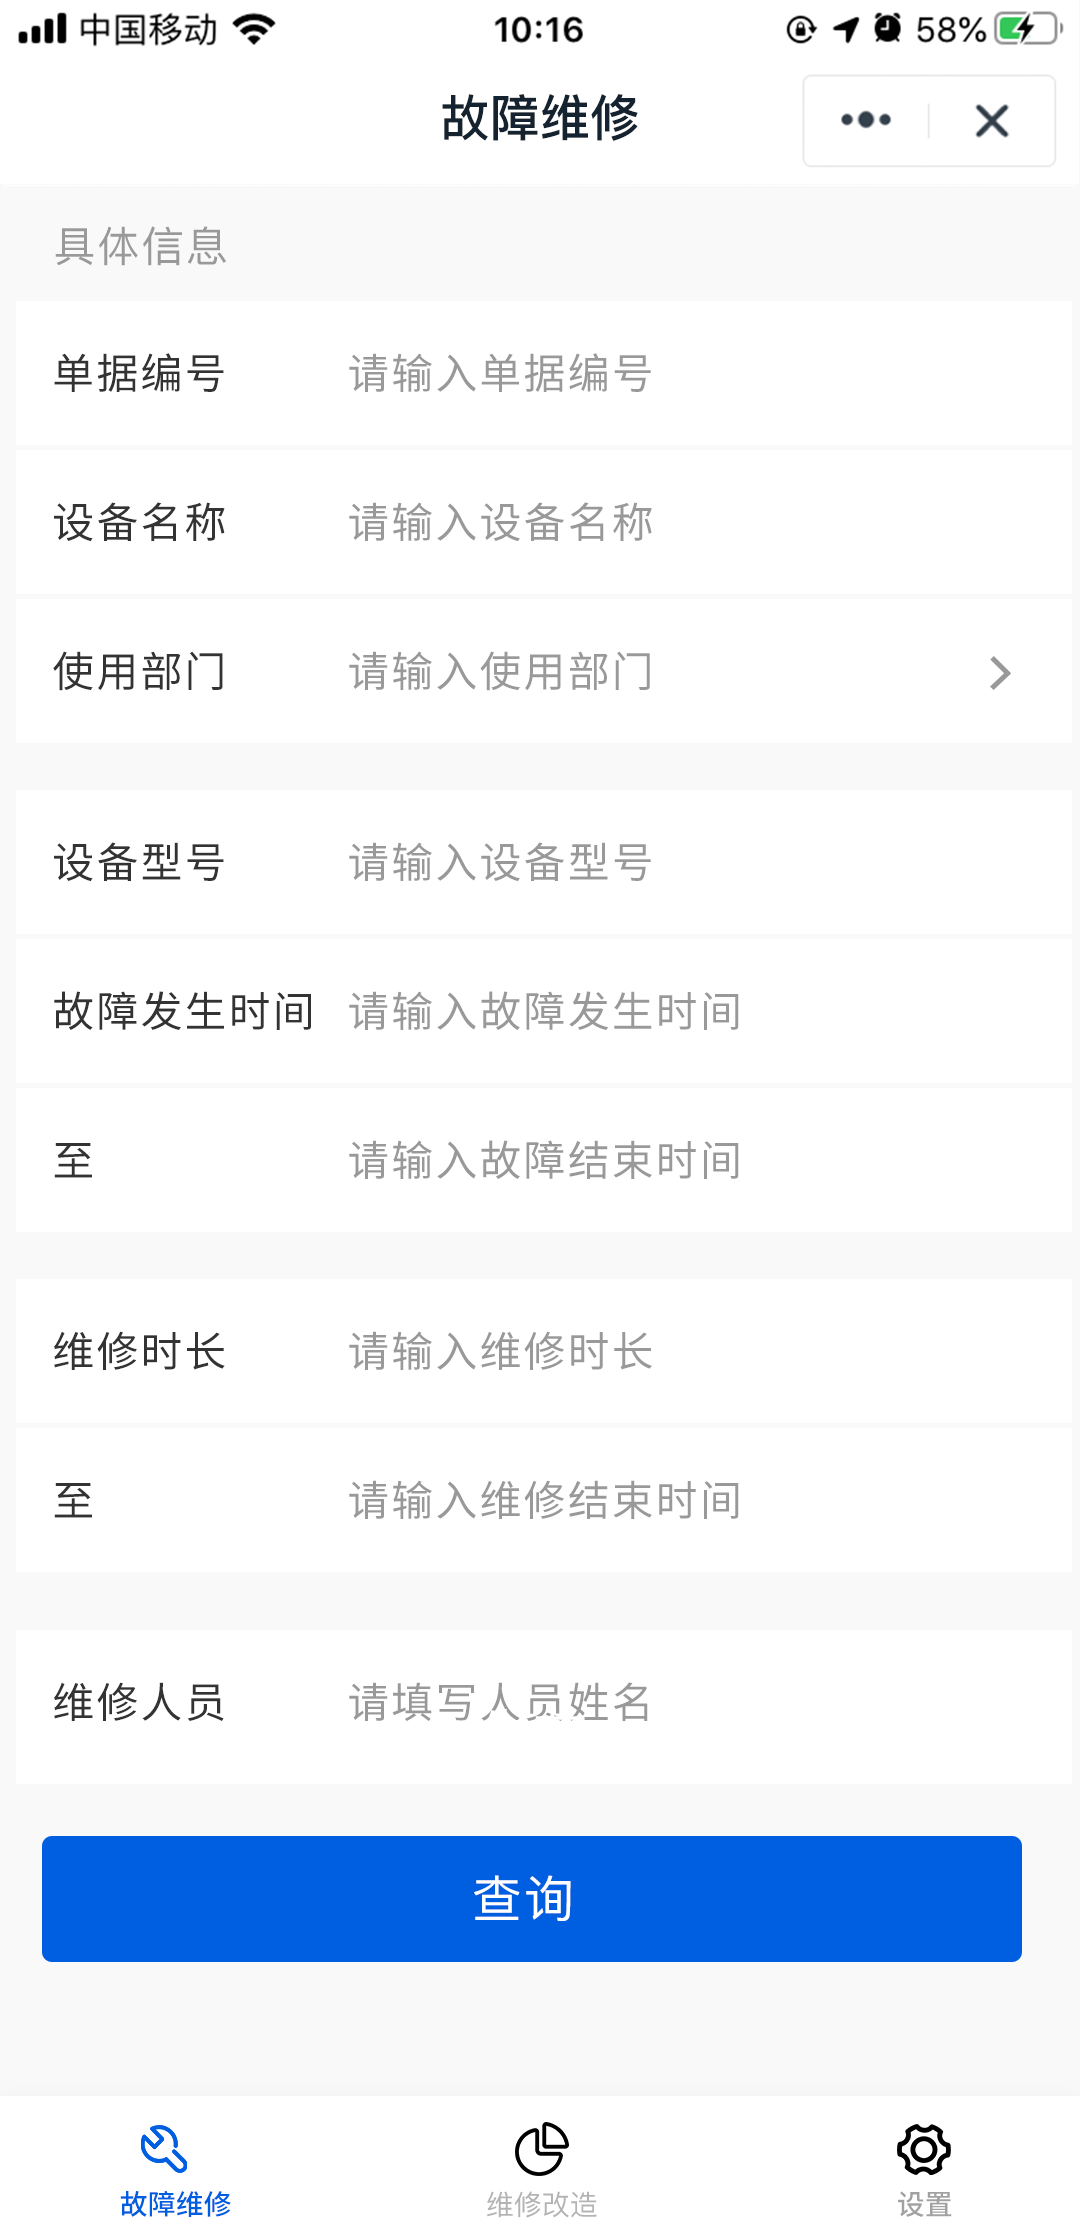 中国移动 10:16 58%
故障维修
具体信息
单据编号 请输入单据编号
设备名称 请输入设备名称
使用部门 请输入使用部门
设备型号 请输入设备型号
故障发生时间 请输入故障发生时间
至 请输入故障结束时间
维修时长 请输入维修时长
至 请输入维修结束时间
维修人员 请填写人员姓名
查询
故障维修 维修改造 设置